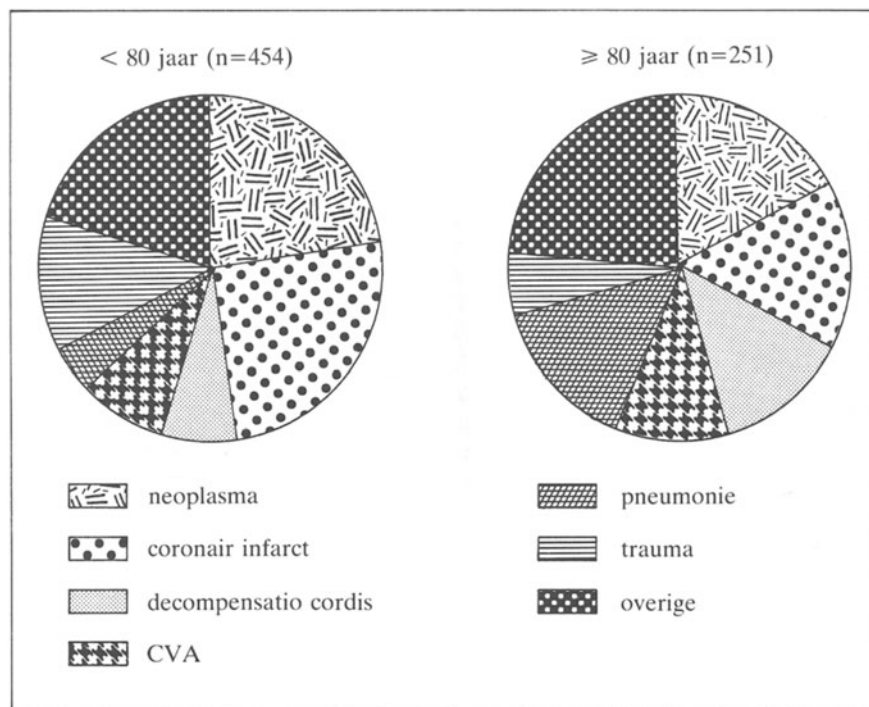 < 80 jaar (n=454)
≥ 80 jaar (n=251)
neoplasma
coronair infarct
decompensatio cordis
CVA
pneumonie
trauma
overige